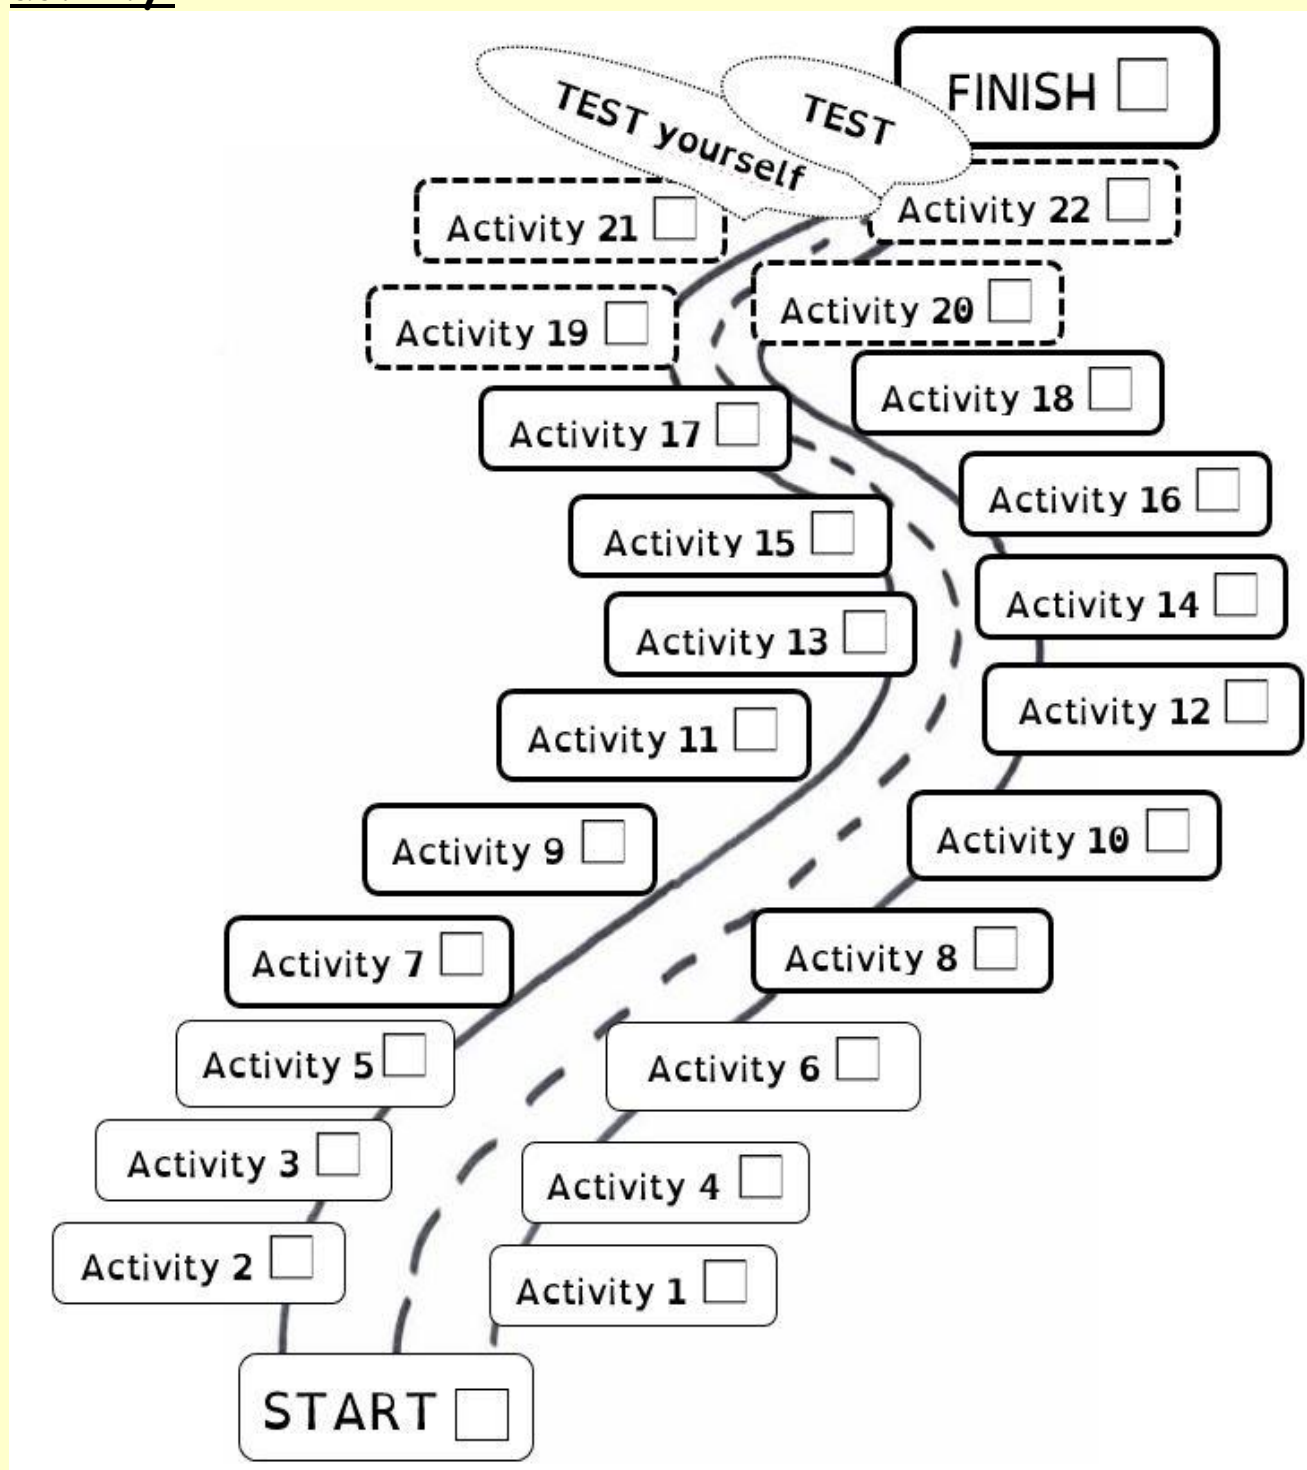 FINISH
TEST yourself
TEST
Activity 22
Activity 21
Activity 20
Activity 19
Activity 18
Activity 17
Activity 16
Activity 15
Activity 14
Activity 13
Activity 12
Activity 11
Activity 10
Activity 9
Activity 8
Activity 7
Activity 6
Activity 5
Activity 4
Activity 3
Activity 2
Activity 1
START